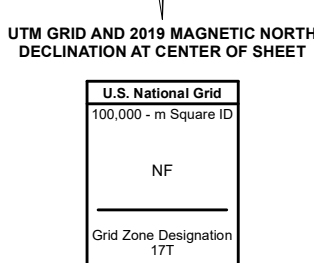 UTM GRID AND 2019 MAGNETIC NORTH
DECLINATION AT CENTER OF SHEET
U.S. National Grid
100,000 - m Square ID
NF
Grid Zone Designation
17T